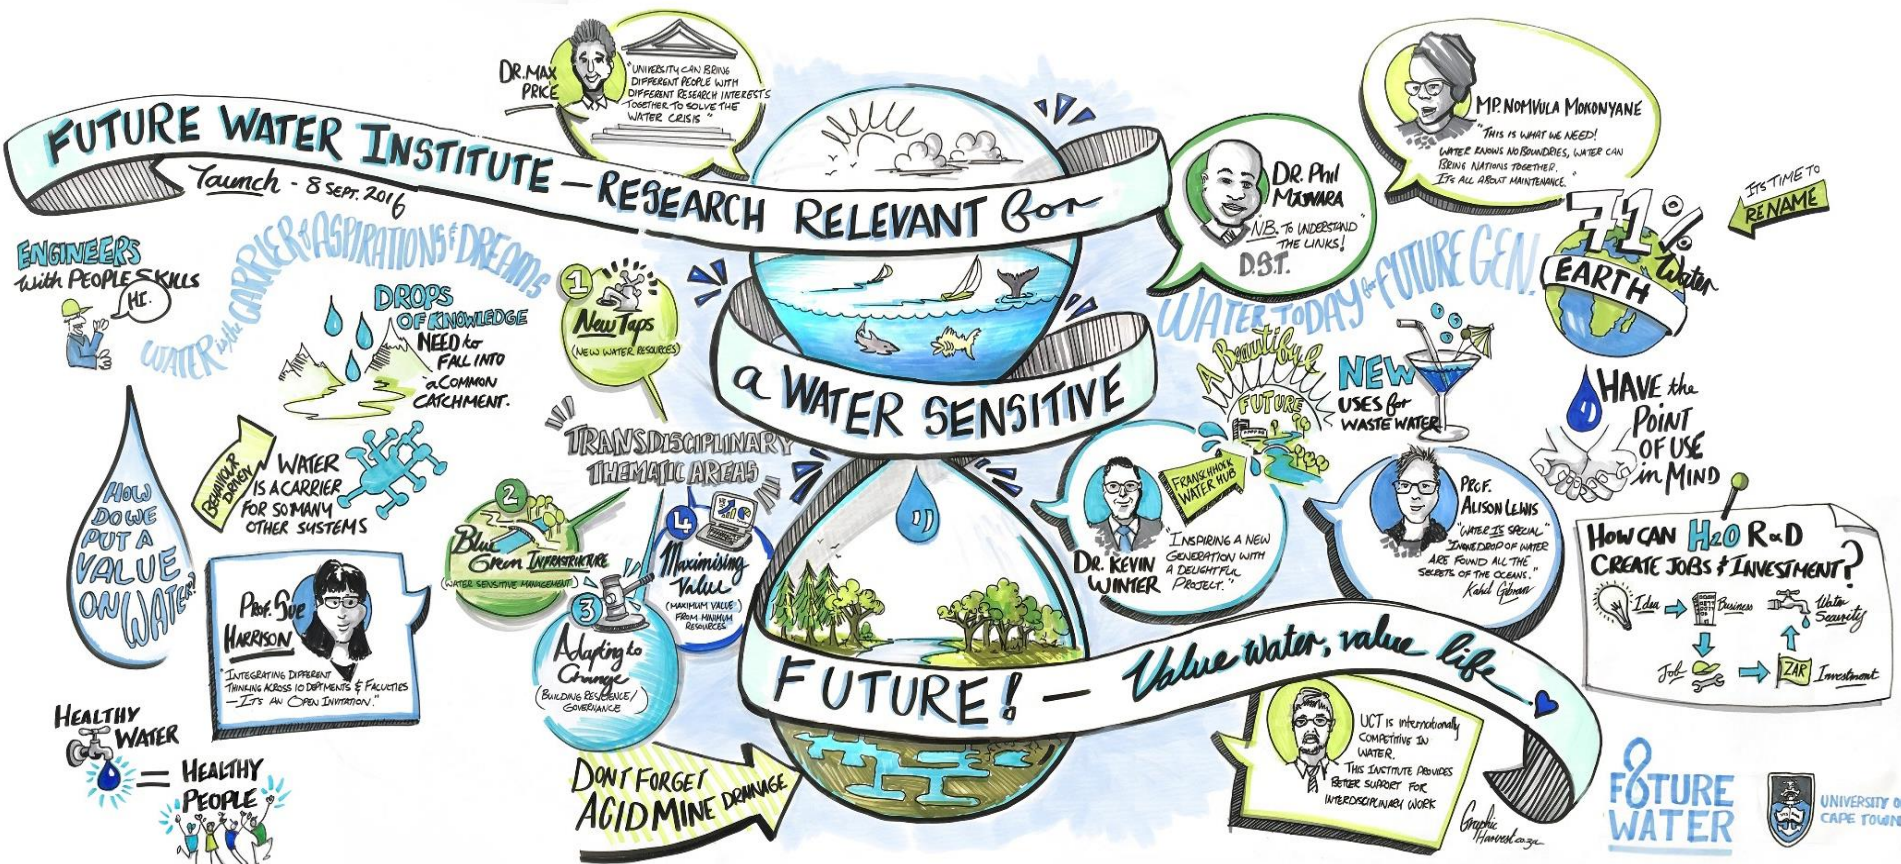 FUTURE WATER INSTITUTE – RESEARCH RELEVANT for
a WATER SENSITIVE
FUTURE! – Value water, value life
Launch - 8 SEPT. 2016
DR. MAX
PRICE
"UNIVERSITY CAN BRING
DIFFERENT PEOPLE WITH
DIFFERENT RESEARCH INTERESTS
TOGETHER TO SOLVE THE
WATER CRISIS"
ENGINEERS
with PEOPLE SKILLS
HI.
WATER is the CARRIER of ASPIRATIONS & DREAMS
DROPS
OF KNOWLEDGE
NEED to
FALL INTO
a COMMON
CATCHMENT.
HOW
DO WE
PUT A
VALUE
ON
WATER?
BEHAVIOUR
DRIVEN
WATER
IS A CARRIER
FOR SO MANY
OTHER SYSTEMS
PROF. SUE
HARRISON
"INTEGRATING DIFFERENT
THINKING ACROSS 10 DEPTMENTS & FACULTIES
– IT'S AN OPEN INVITATION."
HEALTHY
WATER
=
HEALTHY
PEOPLE
TRANSDISCIPLINARY
THEMATIC AREAS
1
New Taps
(NEW WATER RESOURCES)
2
Blue
Green INFRASTRUKTURE
(WATER SENSITIVE MANAGEMENT)
3
Adapting to
Change
(BUILDING RESILIENCE/
GOVERNANCE)
4
Maximising
Value
(MAXIMUM VALUE
FROM MINIMUM
RESOURCES)
DONT FORGET
ACID MINE DRAINAGE
DR. Phil
MJWARA
"N.B. TO UNDERSTAND
THE LINKS!"
D.S.T.
MP. NOMVULA MOKONYANE
"THIS IS WHAT WE NEED!
WATER KNOWS NO BOUNDRIES, WATER CAN
BRING NATIONS TOGETHER.
IT'S ALL ABOUT MAINTENANCE."
71%
Water
EARTH
IT'S TIME TO
RENAME
WATER TODAY for FUTURE GEN.
A Beautiful
FUTURE
NEW
USES for
WASTE WATER
HAVE the
POINT
OF USE
in MIND
FRANSCHHOEK
WATER HUB
DR. KEVIN
WINTER
"INSPIRING A NEW
GENERATION WITH
A DELIGHTFUL
PROJECT."
PROF.
ALISON LEWIS
"WATER IS SPECIAL."
"IN ONE DROP OF WATER
ARE FOUND ALL THE
SECRETS OF THE OCEANS."
Kahil Gibran
HOW CAN H2O R&D
CREATE JOBS & INVESTMENT?
Idea
Business
Water
Security
Job
ZAR
Investment
UCT is internationally
COMPETITIVE IN
WATER.
THIS INSTITUTE PROVIDES
BETTER SUPPORT FOR
INTERDISCIPLINARY WORK
Graphic
Harvest.co.za
FUTURE
WATER
UNIVERSITY OF
CAPE TOWN